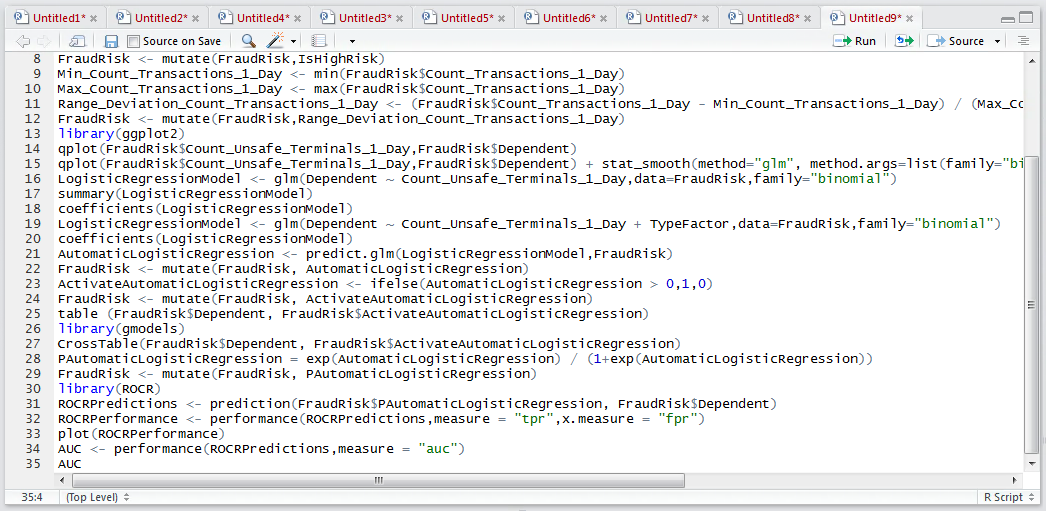 Untitled1* Untitled2* Untitled4* Untitled3* Untitled5* Untitled6* Untitled7* Untitled8* Untitled9*
Source on Save Run Source
8 FraudRisk <- mutate(FraudRisk,IsHighRisk)
9 Min_Count_Transactions_1_Day <- min(FraudRisk$Count_Transactions_1_Day)
10 Max_Count_Transactions_1_Day <- max(FraudRisk$Count_Transactions_1_Day)
11 Range_Deviation_Count_Transactions_1_Day <- (FraudRisk$Count_Transactions_1_Day - Min_Count_Transactions_1_Day) / (Max_Co
12 FraudRisk <- mutate(FraudRisk,Range_Deviation_Count_Transactions_1_Day)
13 library(ggplot2)
14 qplot(FraudRisk$Count_Unsafe_Terminals_1_Day,FraudRisk$Dependent)
15 qplot(FraudRisk$Count_Unsafe_Terminals_1_Day,FraudRisk$Dependent) + stat_smooth(method="glm", method.args=list(family="bi
16 LogisticRegressionModel <- glm(Dependent ~ Count_Unsafe_Terminals_1_Day,data=FraudRisk,family="binomial")
17 summary(LogisticRegressionModel)
18 coefficients(LogisticRegressionModel)
19 LogisticRegressionModel <- glm(Dependent ~ Count_Unsafe_Terminals_1_Day + TypeFactor,data=FraudRisk,family="binomial")
20 coefficients(LogisticRegressionModel)
21 AutomaticLogisticRegression <- predict.glm(LogisticRegressionModel,FraudRisk)
22 FraudRisk <- mutate(FraudRisk, AutomaticLogisticRegression)
23 ActivateAutomaticLogisticRegression <- ifelse(AutomaticLogisticRegression > 0,1,0)
24 FraudRisk <- mutate(FraudRisk, ActivateAutomaticLogisticRegression)
25 table (FraudRisk$Dependent, FraudRisk$ActivateAutomaticLogisticRegression)
26 library(gmodels)
27 CrossTable(FraudRisk$Dependent, FraudRisk$ActivateAutomaticLogisticRegression)
28 PAutomaticLogisticRegression = exp(AutomaticLogisticRegression) / (1+exp(AutomaticLogisticRegression))
29 FraudRisk <- mutate(FraudRisk, PAutomaticLogisticRegression)
30 library(ROCR)
31 ROCRPredictions <- prediction(FraudRisk$PAutomaticLogisticRegression, FraudRisk$Dependent)
32 ROCRPerformance <- performance(ROCRPredictions,measure = "tpr",x.measure = "fpr")
33 plot(ROCRPerformance)
34 AUC <- performance(ROCRPredictions,measure = "auc")
35 AUC
35:4 (Top Level) R Script